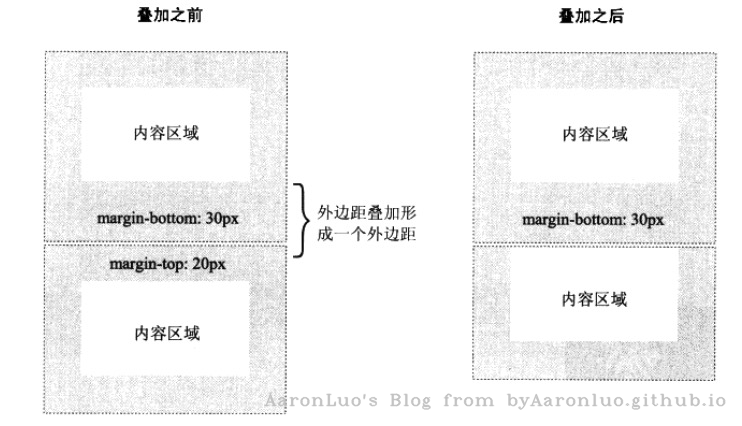 叠加之前
叠加之后
内容区域
margin-bottom: 30px
margin-top: 20px
内容区域
外边距叠加形
成一个外边距
内容区域
margin-bottom: 30px
内容区域
AaronLuo's Blog from byAaronluo.github.io